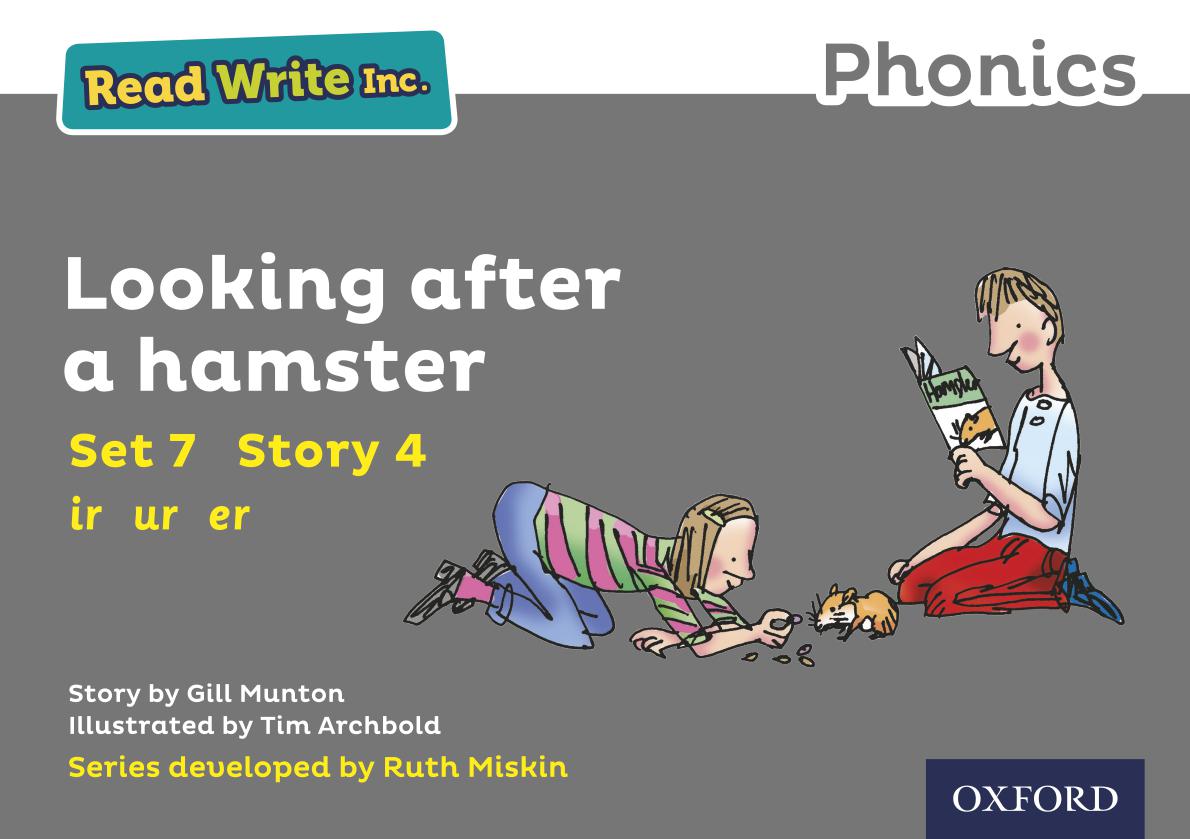 Read Write Inc.
Phonics
Looking after
a hamster
Set 7 Story 4
ir ur er
Hamster
Story by Gill Munton
Illustrated by Tim Archbold
Series developed by Ruth Miskin
OXFORD